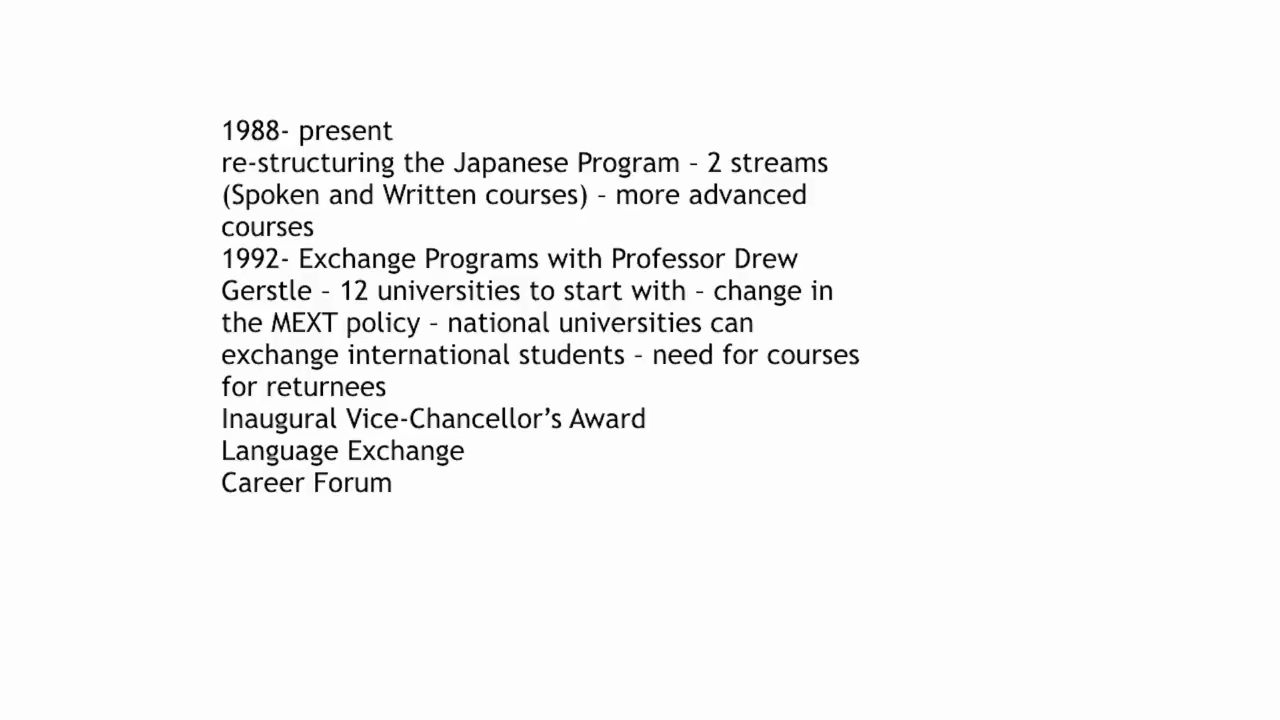 1988- present
re-structuring the Japanese Program – 2 streams
(Spoken and Written courses) – more advanced
courses
1992- Exchange Programs with Professor Drew
Gerstle – 12 universities to start with – change in
the MEXT policy – national universities can
exchange international students – need for courses
for returnees
Inaugural Vice-Chancellor’s Award
Language Exchange
Career Forum